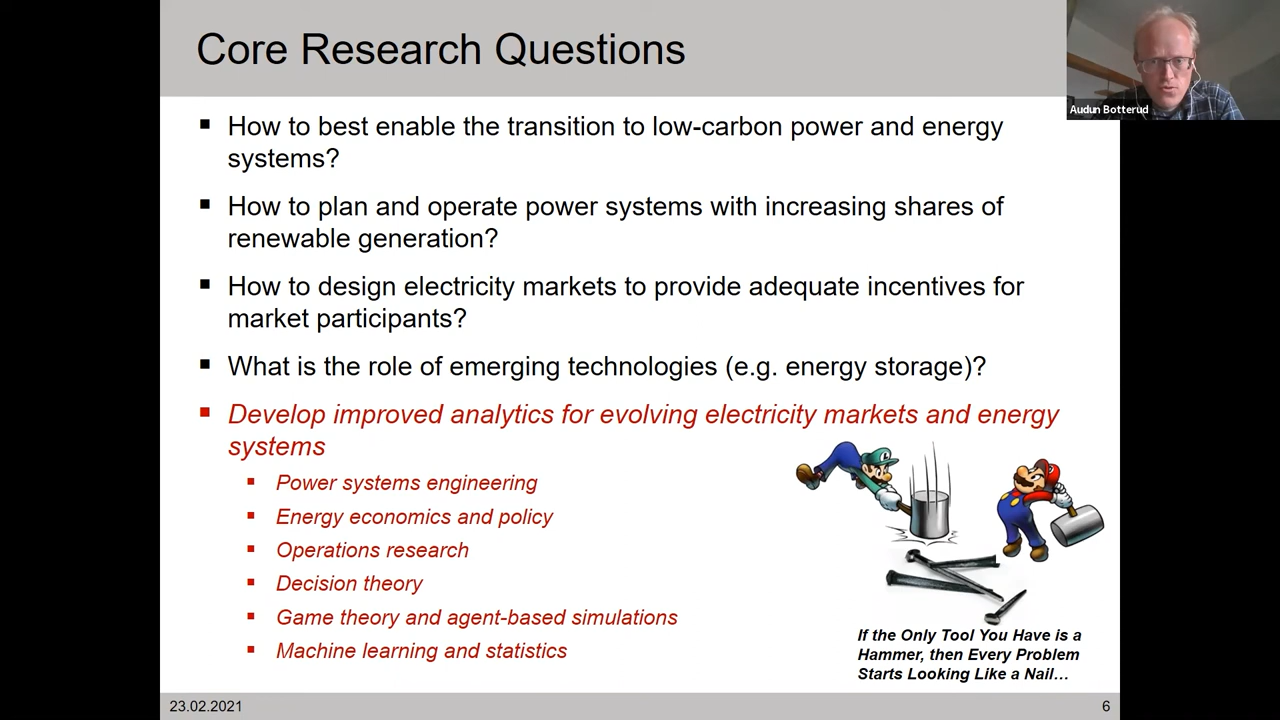 Core Research Questions
Audun Botterud
▪ How to best enable the transition to low-carbon power and energy
systems?
▪ How to plan and operate power systems with increasing shares of
renewable generation?
▪ How to design electricity markets to provide adequate incentives for
market participants?
▪ What is the role of emerging technologies (e.g. energy storage)?
▪ Develop improved analytics for evolving electricity markets and energy
systems
▪ Power systems engineering
▪ Energy economics and policy
▪ Operations research
▪ Decision theory
▪ Game theory and agent-based simulations
▪ Machine learning and statistics
If the Only Tool You Have is a
Hammer, then Every Problem
Starts Looking Like a Nail…
23.02.2021
6